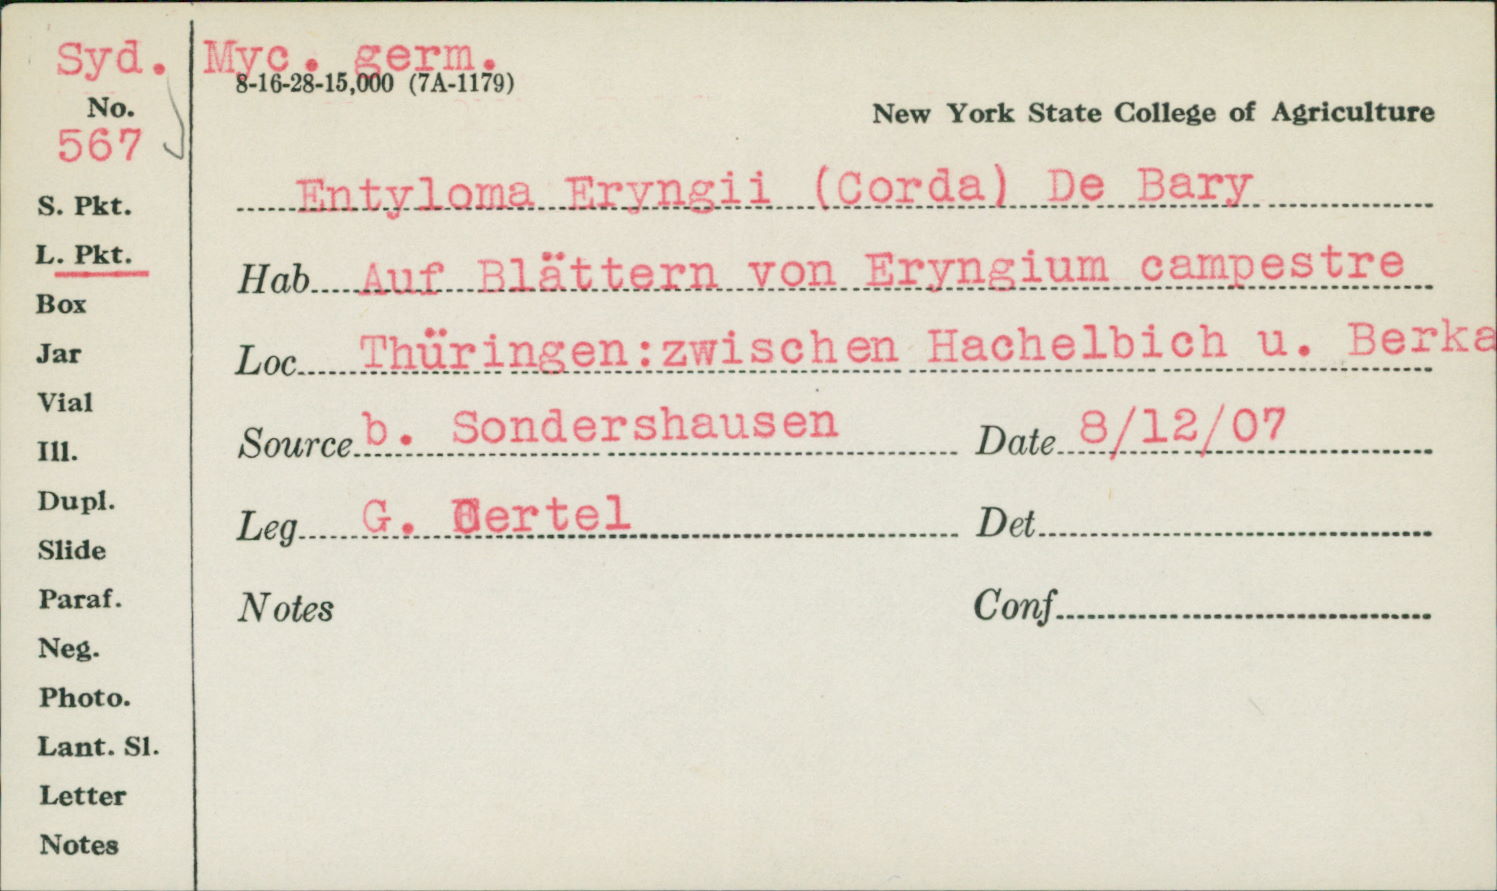 Syd. Myc. germ.
8-16-28-15,000 (7A-1179)
No.
567
New York State College of Agriculture
Entyloma Eryngii (Corda) De Bary
Hab. Auf Blättern von Eryngium campestre
Loc. Thüringen:zwischen Hachelbich u. Berka
Source b. Sondershausen Date 8/12/07
Leg. G. Oertel Det.
Notes Conf.
S. Pkt.
L. Pkt.
Box
Jar
Vial
Ill.
Dupl.
Slide
Paraf.
Neg.
Photo.
Lant. Sl.
Letter
Notes